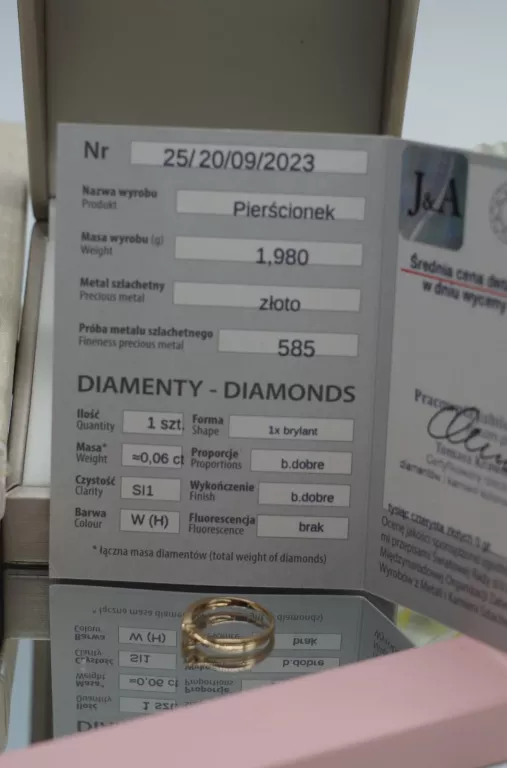 Nr 25/20/09/2023
Nazwa wyrobu
Produkt
Pierścionek
Masa wyrobu (g)
Weight
1,980
Metal szlachetny
Precious metal
złoto
Próba metalu szlachetnego
Fineness precious metal
585
DIAMENTY - DIAMONDS
Ilość
Quantity
1 szt.
Forma
Shape
1x brylant
Masa*
Weight
≈0,06 ct
Proporcje
Proportions
b.dobre
Czystość
Clarity
SI1
Wykończenie
Finish
b.dobre
Barwa
Colour
W (H)
Fluorescencja
Fluorescence
brak
* łączna masa diamentów (total weight of diamonds)
J&A
Średnia cena
w dniu wyceny